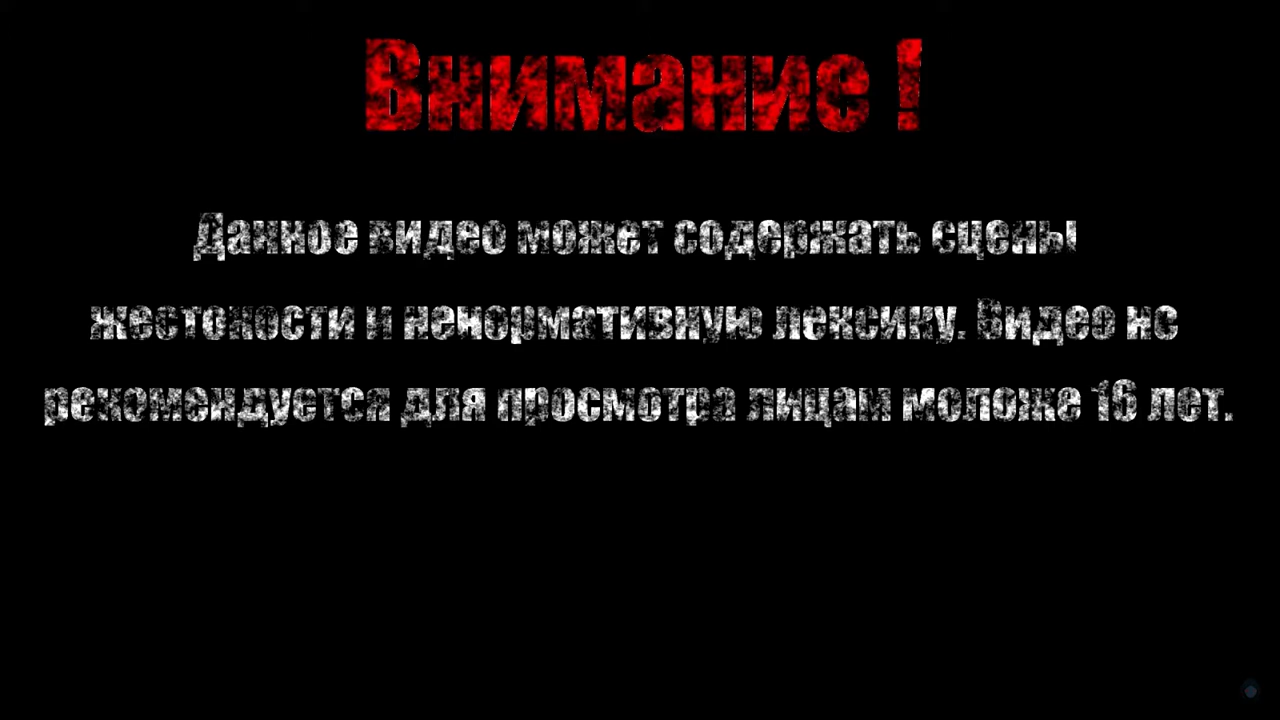 Внимание !
Данное видео может содержать сцены
жестокости и ненормативную лексику. Видео не
рекомендуется для просмотра лицам моложе 16 лет.